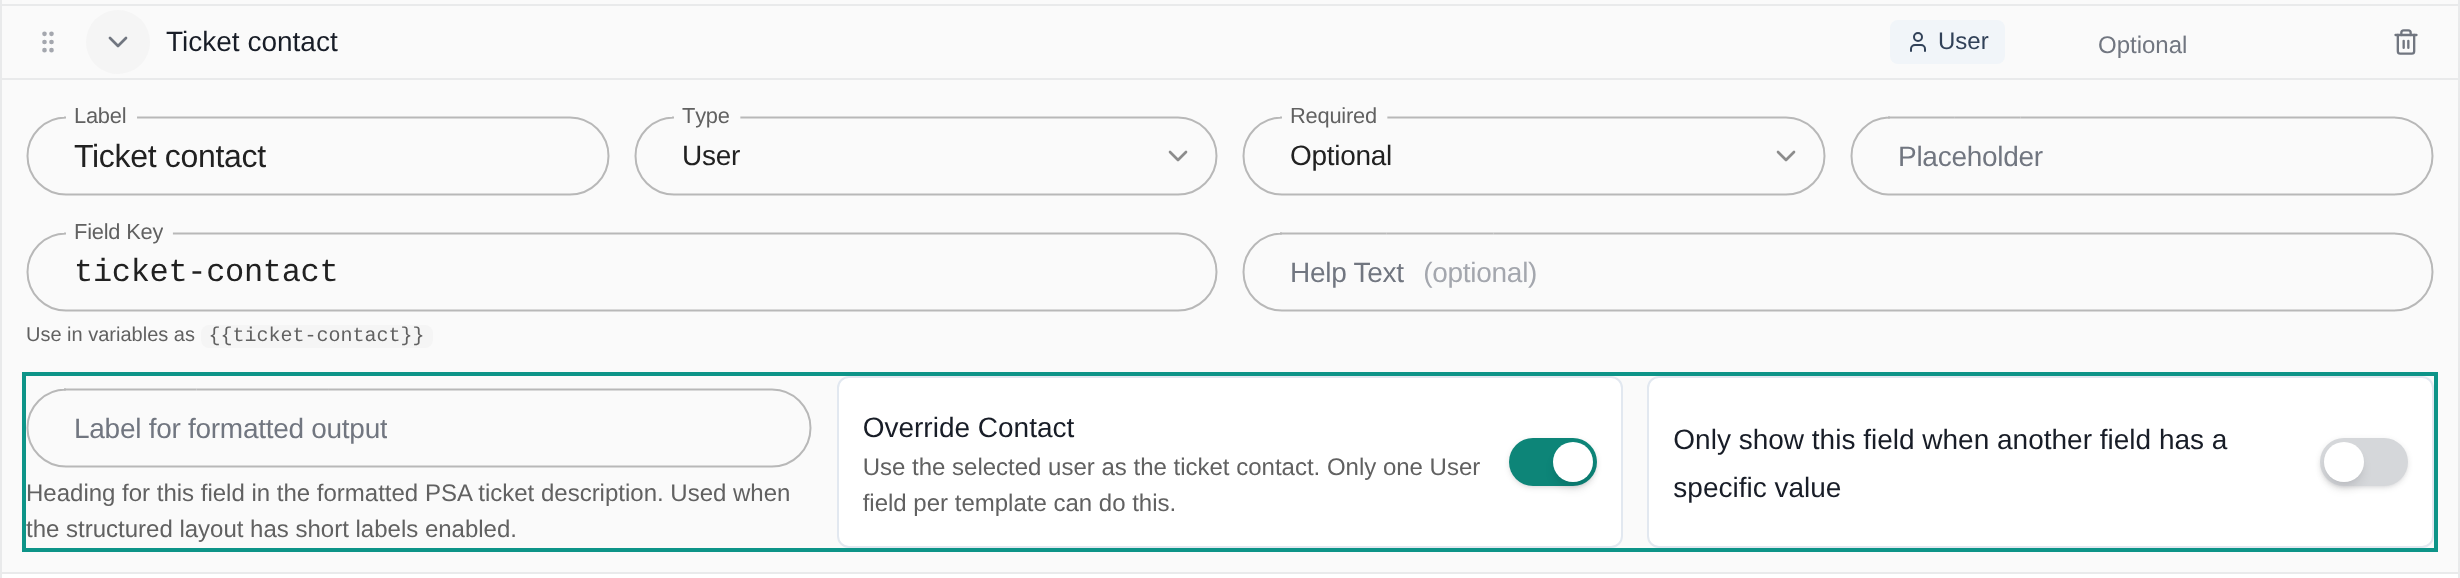 Ticket contact
User
Optional
Label
Ticket contact
Type
User
Required
Optional
Placeholder
Field Key
ticket-contact
Help Text (optional)
Use in variables as {{ticket-contact}}
Label for formatted output
Heading for this field in the formatted PSA ticket description. Used when
the structured layout has short labels enabled.
Override Contact
Use the selected user as the ticket contact. Only one User
field per template can do this.
Only show this field when another field has a
specific value